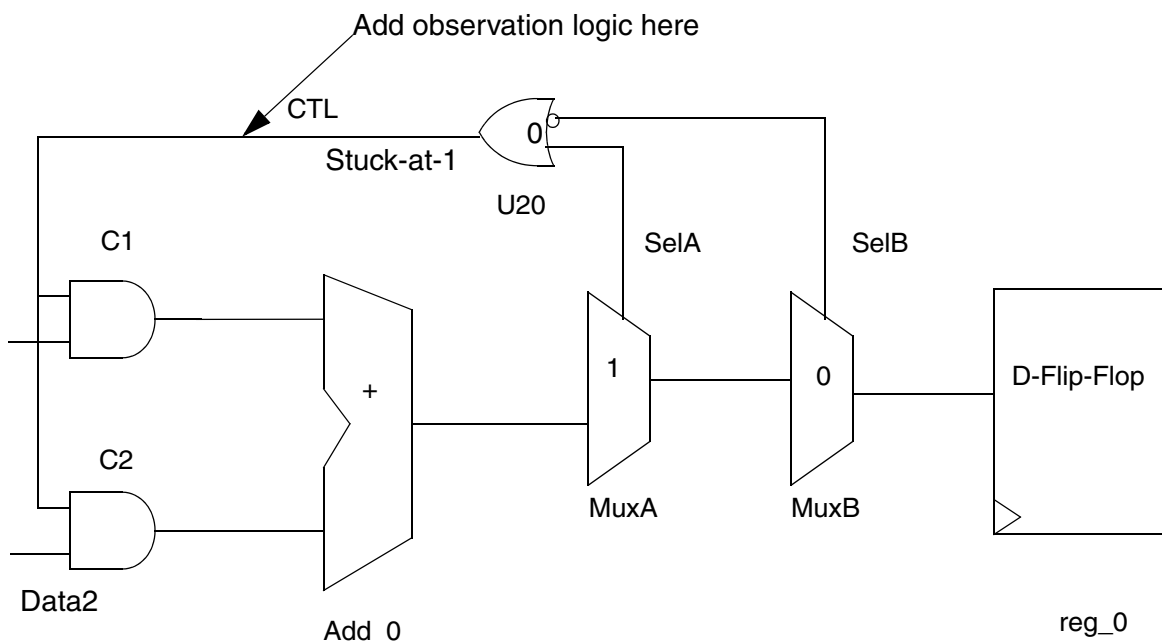 Add observation logic here
CTL
0
Stuck-at-1
U20
C1
SelA
SelB
1
0
D-Flip-Flop
+
C2
MuxA
MuxB
Data2
Add_0
reg_0